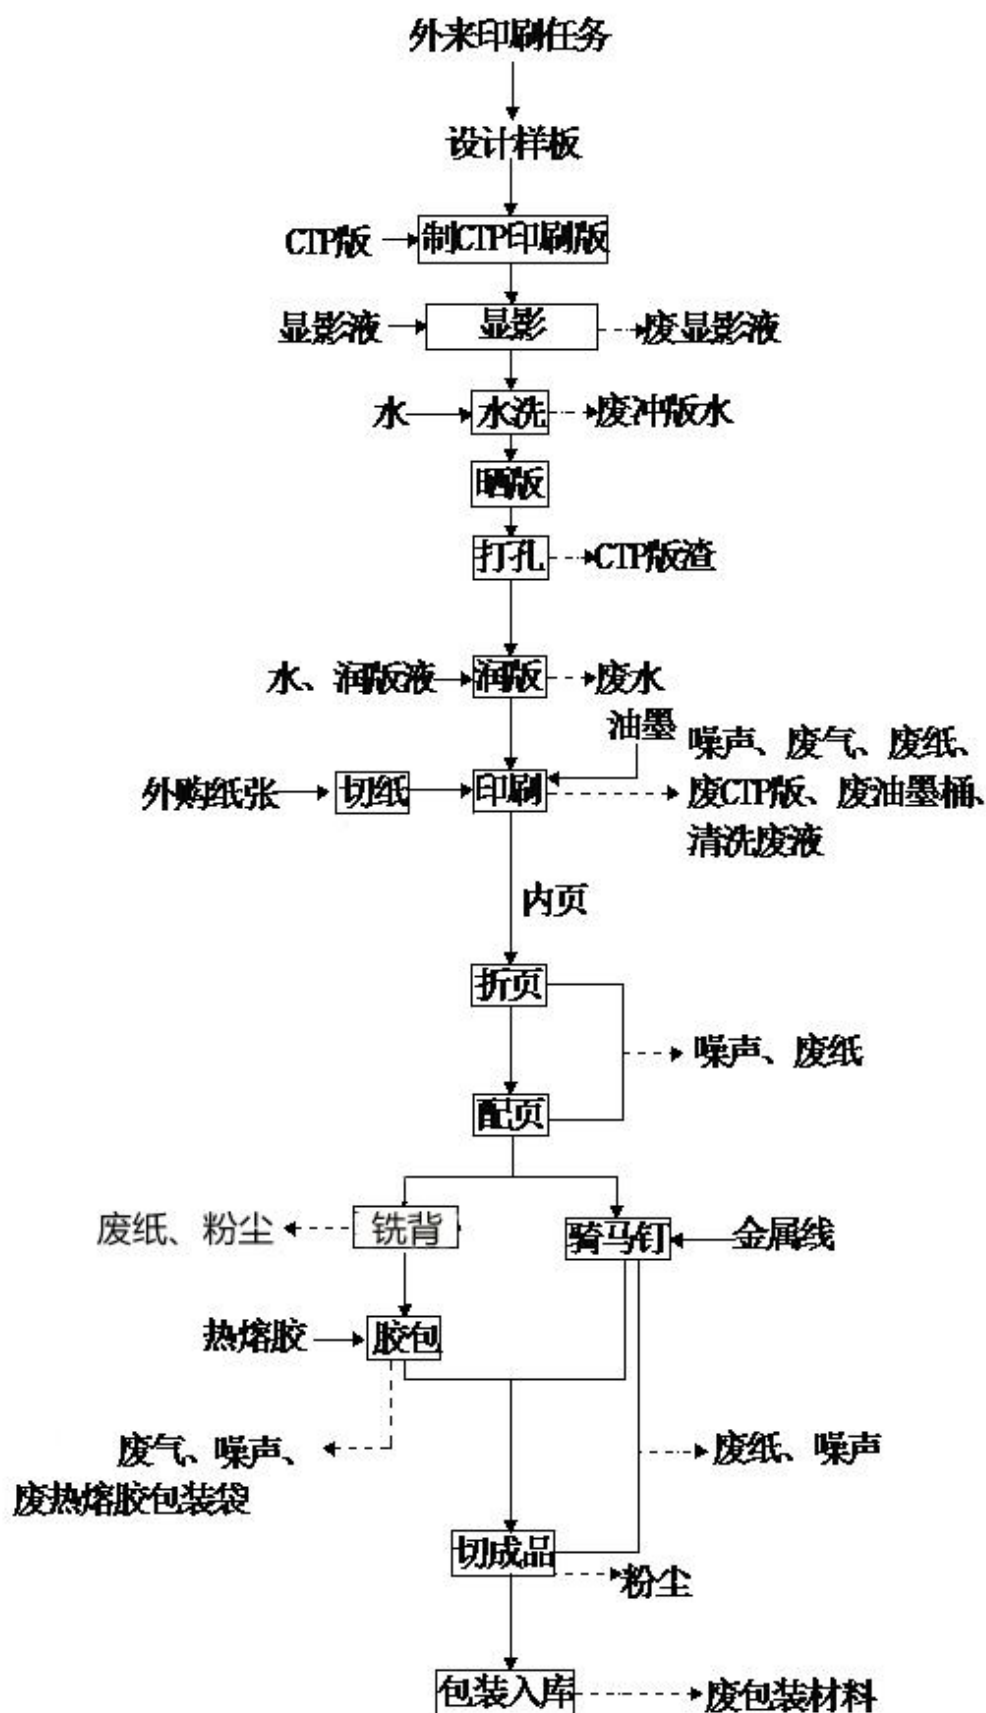 外来印刷任务
设计样板
CTP版
制CTP印刷版
显影液
显影
废显影液
水
水洗
废冲版水
晒版
打孔
CTP版渣
水、润版液
润版
废水
油墨
外购纸张
切纸
印刷
噪声、废气、废纸、
废CTP版、废油墨桶、
清洗废液
内页
折页
噪声、废纸
配页
废纸、粉尘
铣背
骑马钉
金属线
热熔胶
胶包
废气、噪声、
废热熔胶包装袋
废纸、噪声
切成品
粉尘
包装入库
废包装材料